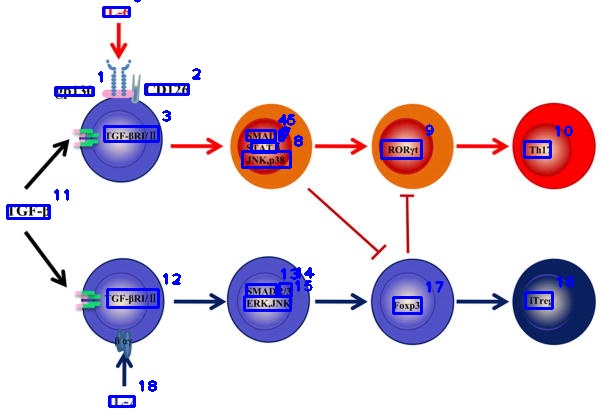 IL-6
1
gp130
2
CD126
3
TGF-βRI/II
45
SMAD
STAT
8
JNK,p38
9
RORγt
10
Th17
11
TGF-β
12
TGF-βRI/II
13 14
SMAD2/3
15
ERK,JNK
17
Foxp3
16
iTreg
18
IL-2